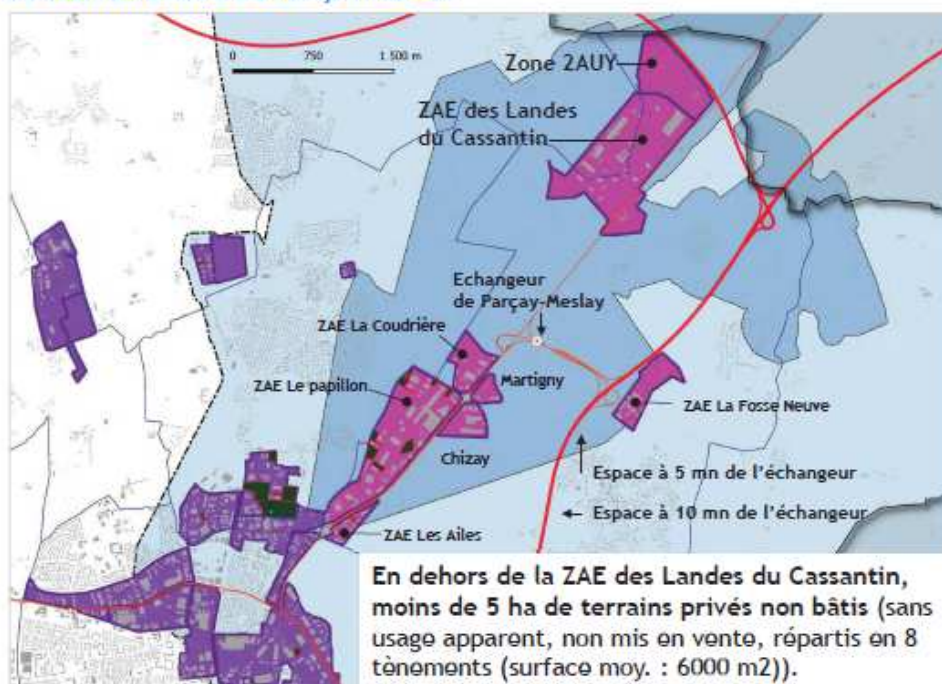 0 750 1.500 m
Zone 2AUY
ZAE des Landes
du Cassantin
Echangeur
de Parçay-Meslay
ZAE La Coudrière
Martigny
ZAE Le papillon
ZAE La Fosse Neuve
Chizay
Espace à 5 mn de l'échangeur
Espace à 10 mn de l'échangeur
ZAE Les Ailes
En dehors de la ZAE des Landes du Cassantin,
moins de 5 ha de terrains privés non bâtis (sans
usage apparent, non mis en vente, répartis en 8
tènements (surface moy. : 6000 m2)).